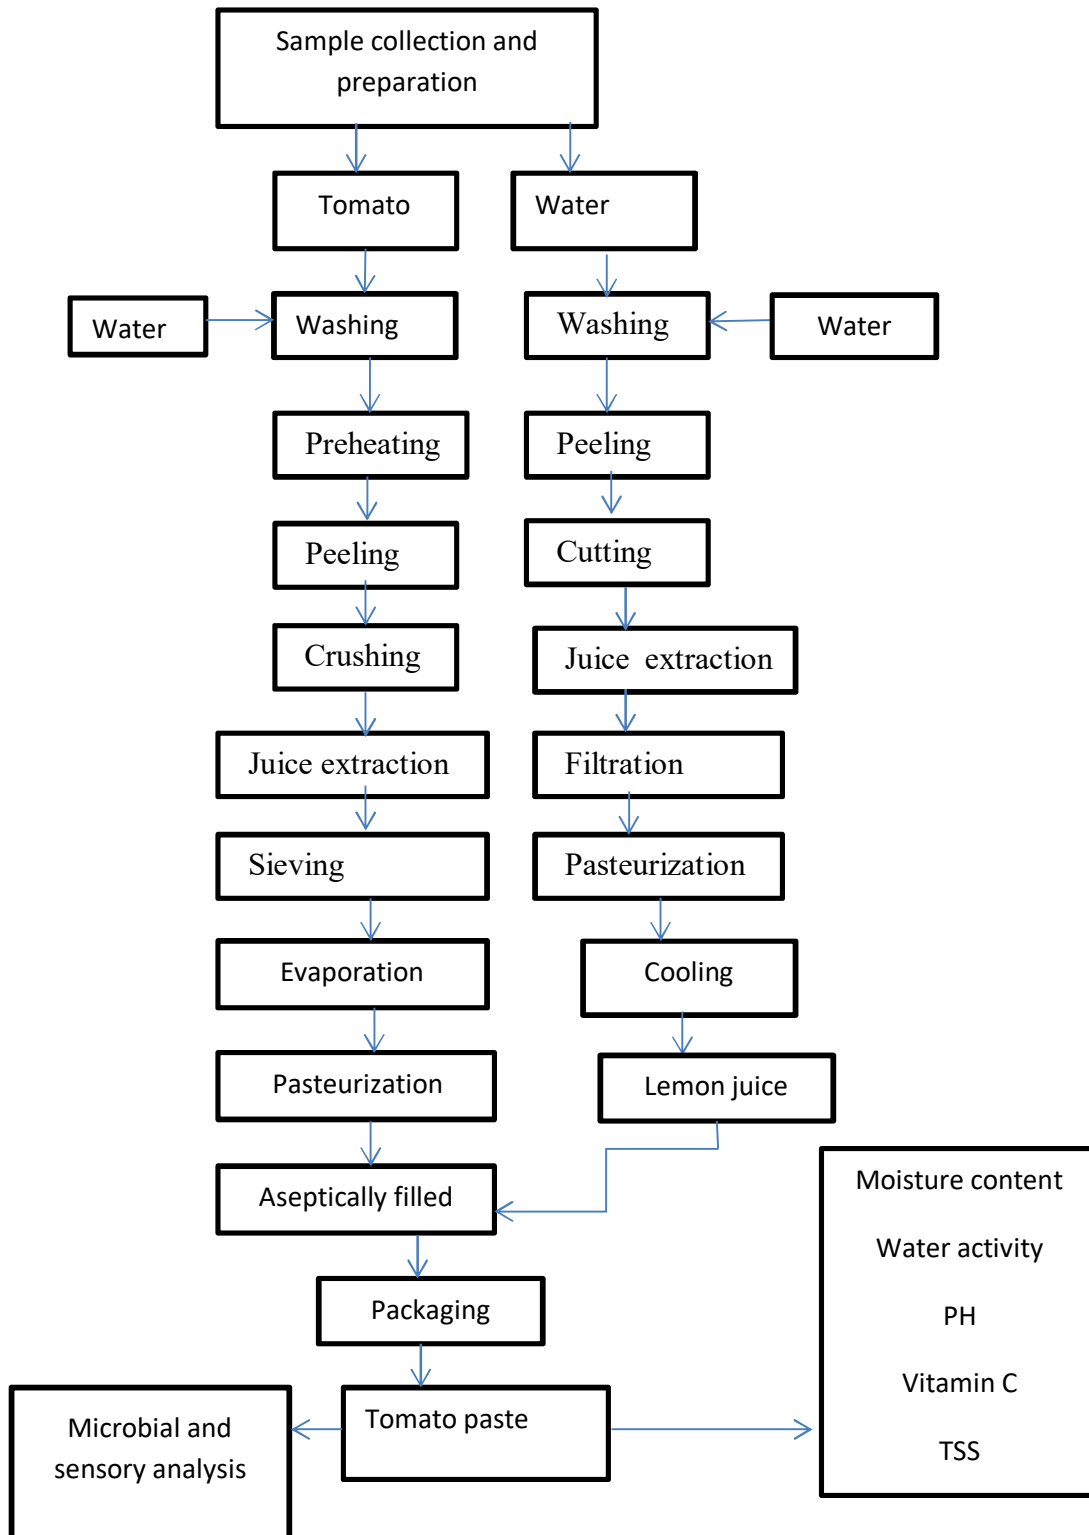 Sample collection and
preparation
Tomato
Water
Water
Washing
Washing
Water
Preheating
Peeling
Peeling
Cutting
Crushing
Juice extraction
Juice extraction
Filtration
Sieving
Pasteurization
Evaporation
Cooling
Pasteurization
Lemon juice
Aseptically filled
Packaging
Tomato paste
Microbial and
sensory analysis
Moisture content
Water activity
PH
Vitamin C
TSS